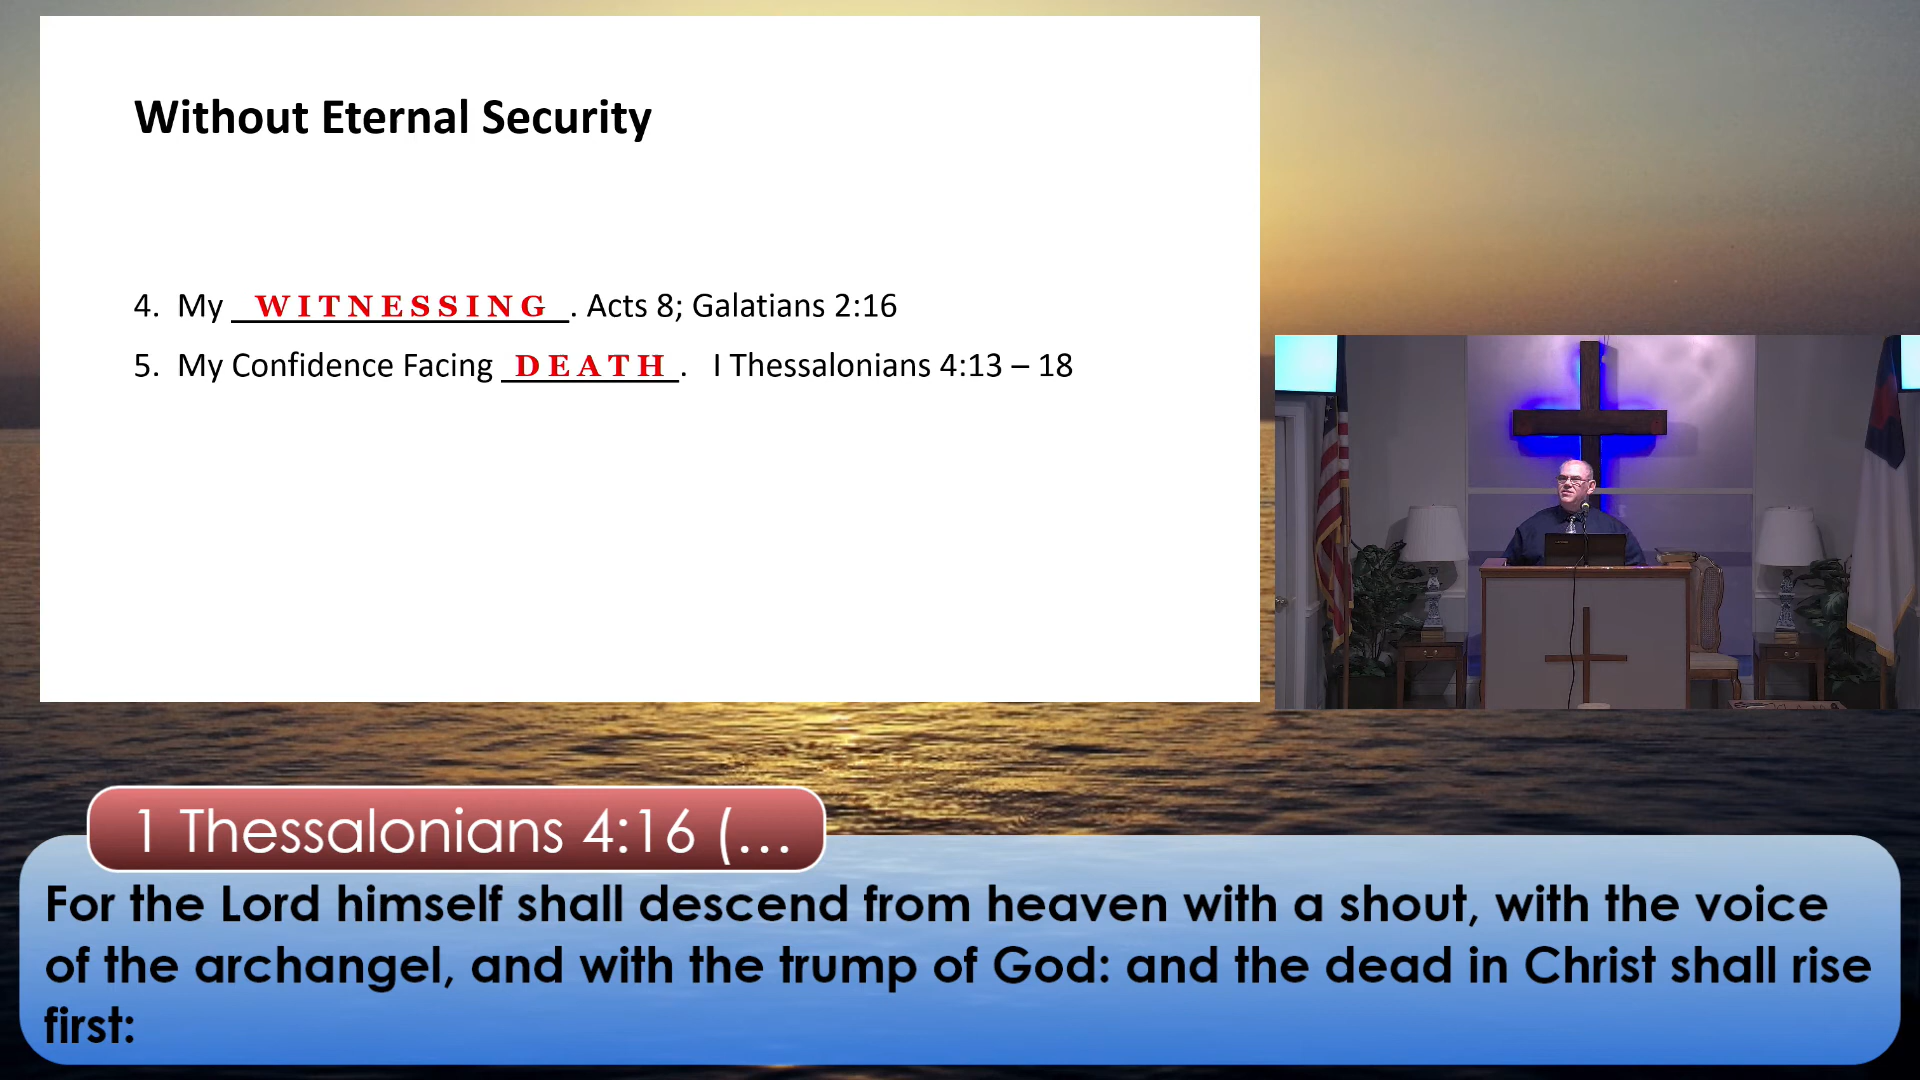 Without Eternal Security
4. My WITNESSING. Acts 8; Galatians 2:16
5. My Confidence Facing DEATH. I Thessalonians 4:13 – 18
1 Thessalonians 4:16 (...
For the Lord himself shall descend from heaven with a shout, with the voice
of the archangel, and with the trump of God: and the dead in Christ shall rise
first: